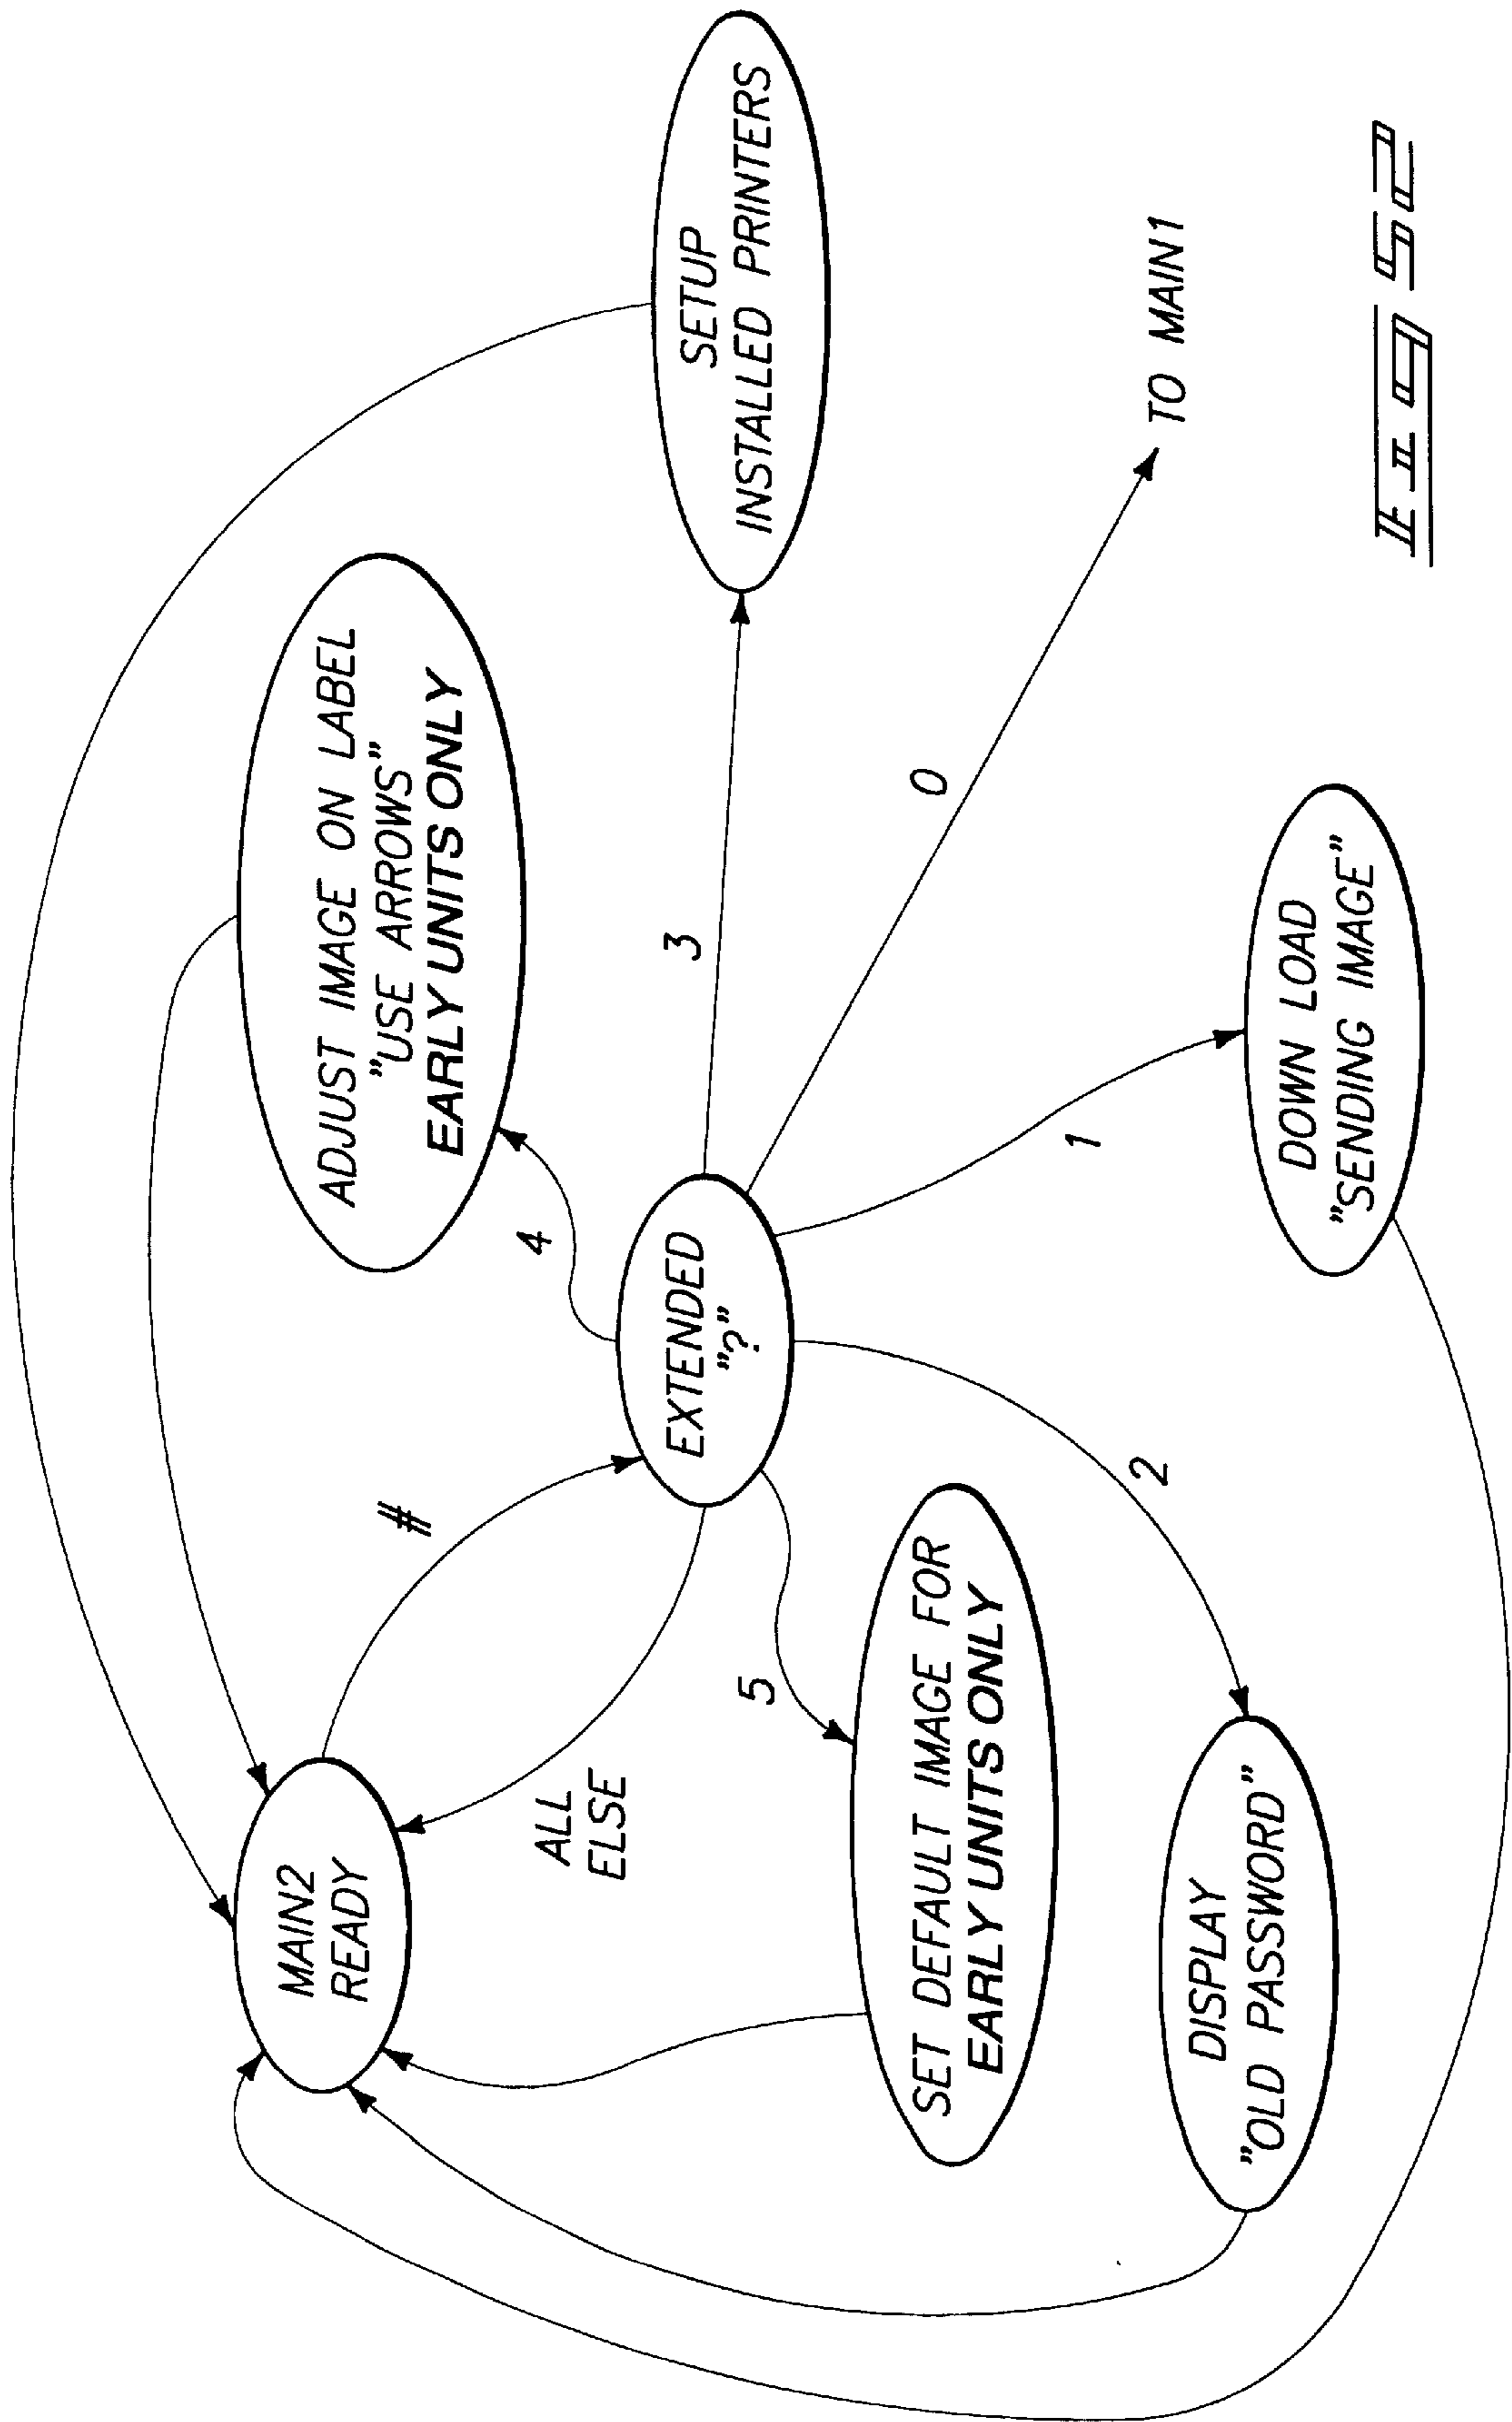 MAIN2
READY
#
ALL
ELSE
ADJUST IMAGE ON LABEL
"USE ARROWS"
EARLY UNITS ONLY
SETUP
INSTALLED PRINTERS
4
EXTENDED
"?"
3
0
TO MAIN1
5
SET DEFAULT IMAGE FOR
EARLY UNITS ONLY
1
2
DISPLAY
"OLD PASSWORD"
DOWN LOAD
"SENDING IMAGE"
FIG 52